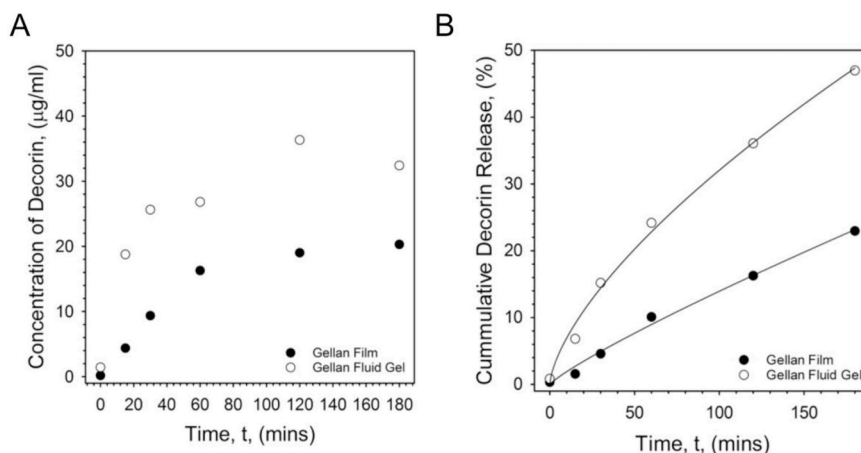 A
Concentration of Decorin, (µg/ml)
50
40
30
20
10
0
Gellan Film
Gellan Fluid Gel
0 20 40 60 80 100 120 140 160 180
Time, t, (mins)
B
Cummulative Decorin Release, (%)
50
40
30
20
10
0
Gellan Film
Gellan Fluid Gel
0 50 100 150
Time, t, (mins)